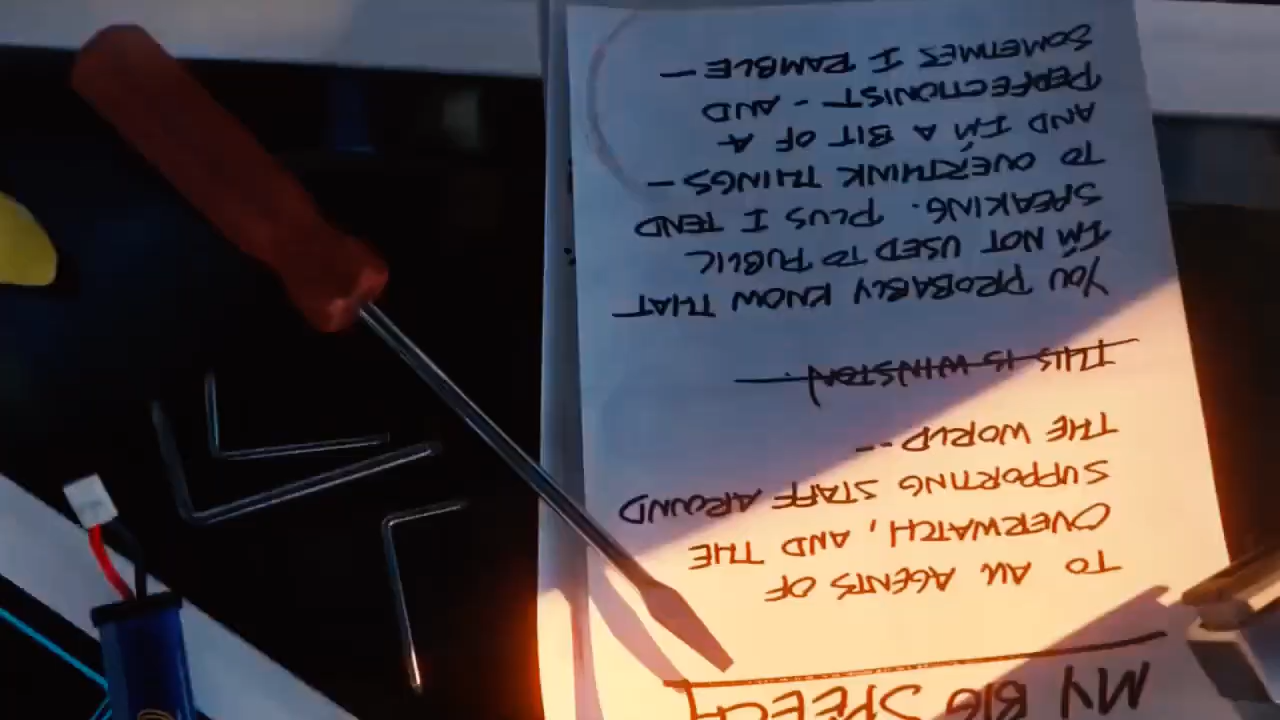 MY BIG SPEECH
TO ALL AGENTS OF
OVERWATCH, AND THE
SUPPORTING STAFF AROUND
THE WORLD--
THIS IS WINSTON.
YOU PROBABLY KNOW THAT
I'M NOT USED TO PUBLIC
SPEAKING. PLUS I TEND
TO OVERTHINK THINGS-
AND I'M A BIT OF A
PERFECTIONIST - AND
SOMETIMES I RAMBLE-